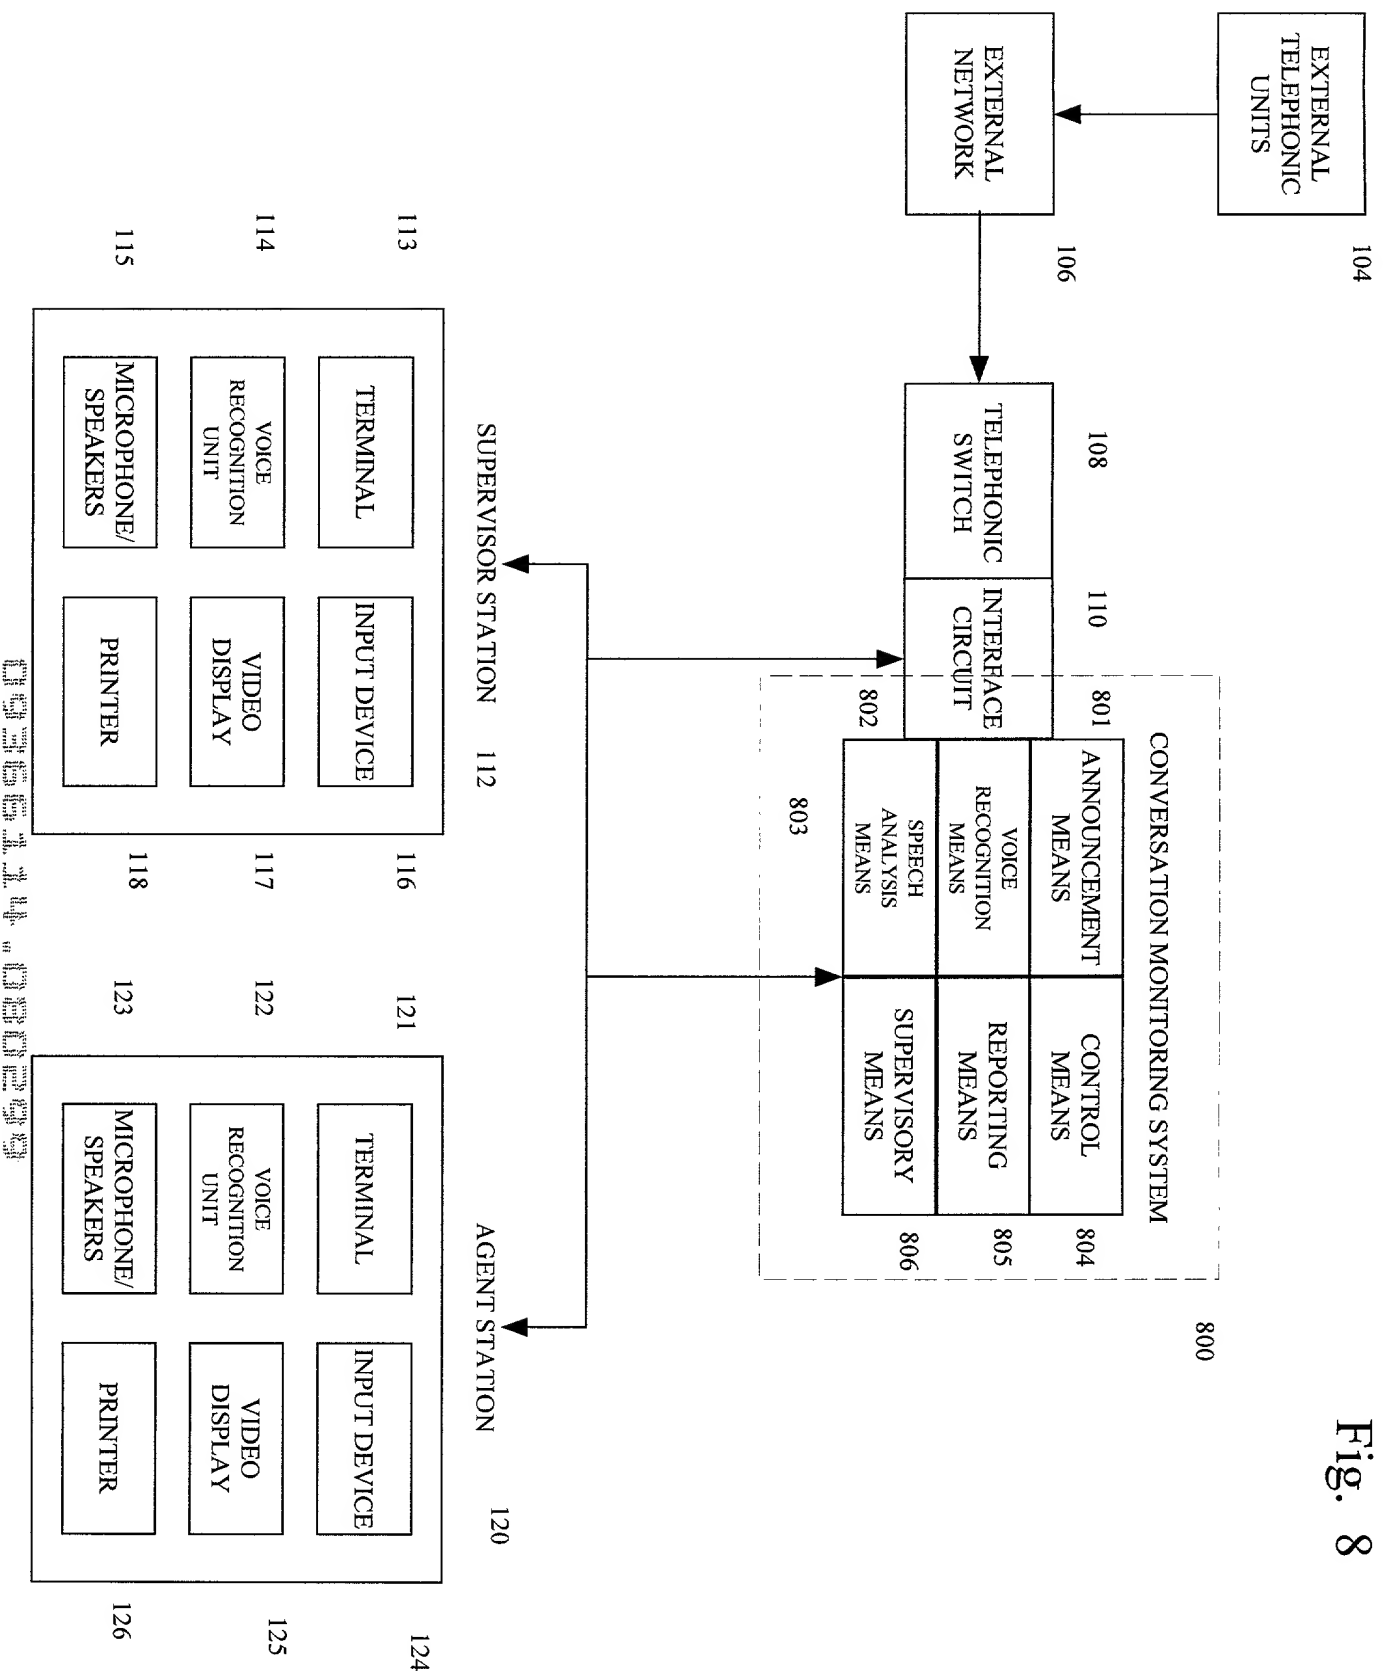 Fig. 8
EXTERNAL
TELEPHONIC
UNITS
104
EXTERNAL
NETWORK
106
TELEPHONIC
SWITCH
108
INTERFACE
CIRCUIT
110
CONVERSATION MONITORING SYSTEM
800
801
ANNOUNCEMENT
MEANS
CONTROL
MEANS
804
802
VOICE
RECOGNITION
MEANS
REPORTING
MEANS
805
803
SPEECH
ANALYSIS
MEANS
SUPERVISORY
MEANS
806
SUPERVISOR STATION 112
113
TERMINAL
INPUT DEVICE
116
114
VOICE
RECOGNITION
UNIT
VIDEO
DISPLAY
117
115
MICROPHONE/
SPEAKERS
PRINTER
118
AGENT STATION 120
121
TERMINAL
INPUT DEVICE
124
122
VOICE
RECOGNITION
UNIT
VIDEO
DISPLAY
125
123
MICROPHONE/
SPEAKERS
PRINTER
126
09366114.080299